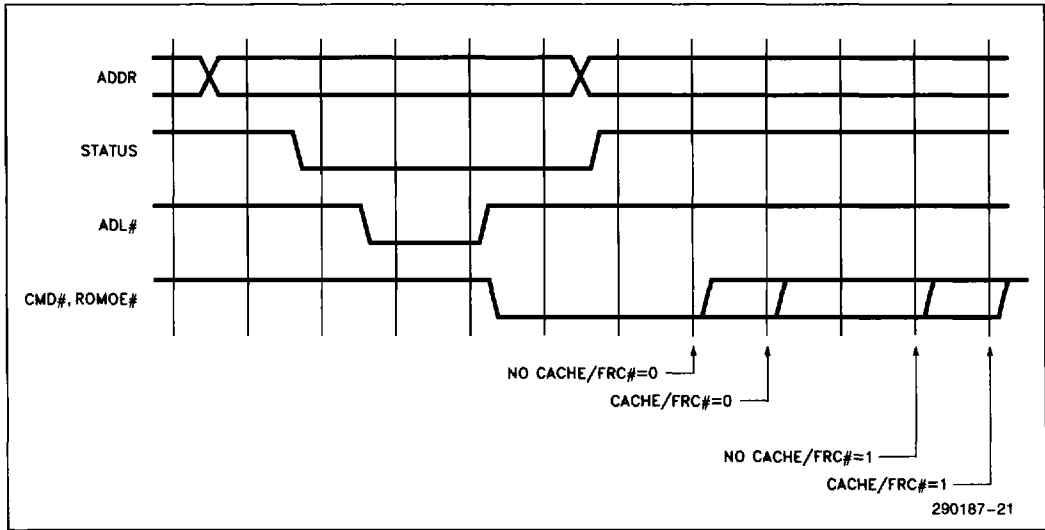 ADDR
STATUS
ADL#
CMD#, ROMOE#
NO CACHE/FRC#=0
CACHE/FRC#=0
NO CACHE/FRC#=1
CACHE/FRC#=1
290187-21